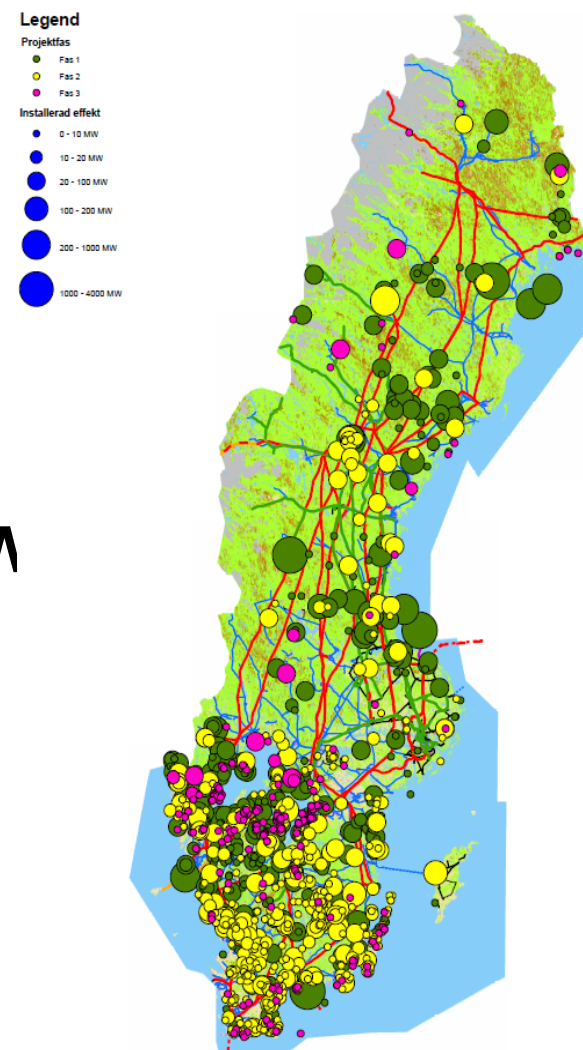 Legend
Projektfas
Fas 1
Fas 2
Fas 3
Installerad effekt
0 - 10 MW
10 - 20 MW
20 - 100 MW
100 - 200 MW
200 - 1000 MW
1000 - 4000 MW